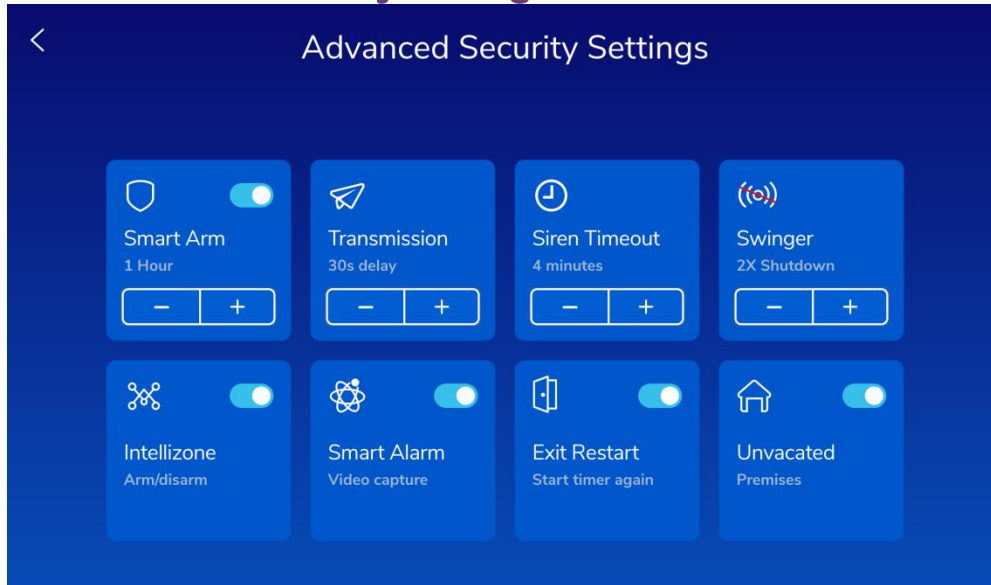 Advanced Security Settings
Smart Arm
1 Hour
− +
Transmission
30s delay
− +
Siren Timeout
4 minutes
− +
Swinger
2X Shutdown
− +
Intellizone
Arm/disarm
Smart Alarm
Video capture
Exit Restart
Start timer again
Unvacated
Premises